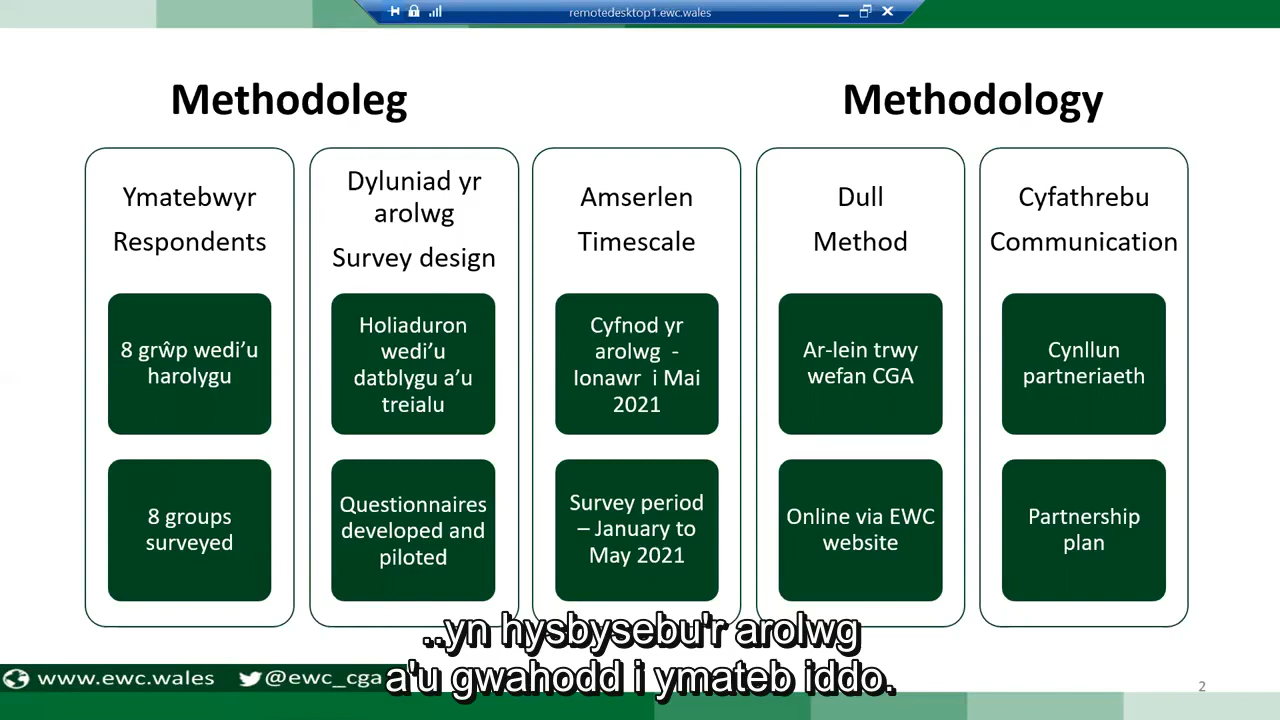 remotedesktop1.ewc.wales
Methodoleg
Methodology
Ymatebwyr
Respondents
8 grŵp wedi’u
harolygu
8 groups
surveyed
Dyluniad yr
arolwg
Survey design
Holiaduron
wedi’u
datblygu a’u
treialu
Questionnaires
developed and
piloted
Amserlen
Timescale
Cyfnod yr
arolwg -
Ionawr i Mai
2021
Survey period
– January to
May 2021
Dull
Method
Ar-lein trwy
wefan CGA
Online via EWC
website
Cyfathrebu
Communication
Cynllun
partneriaeth
Partnership
plan
..yn hysbysebu'r arolwg
a'u gwahodd i ymateb iddo.
www.ewc.wales
@ewc_cga
2